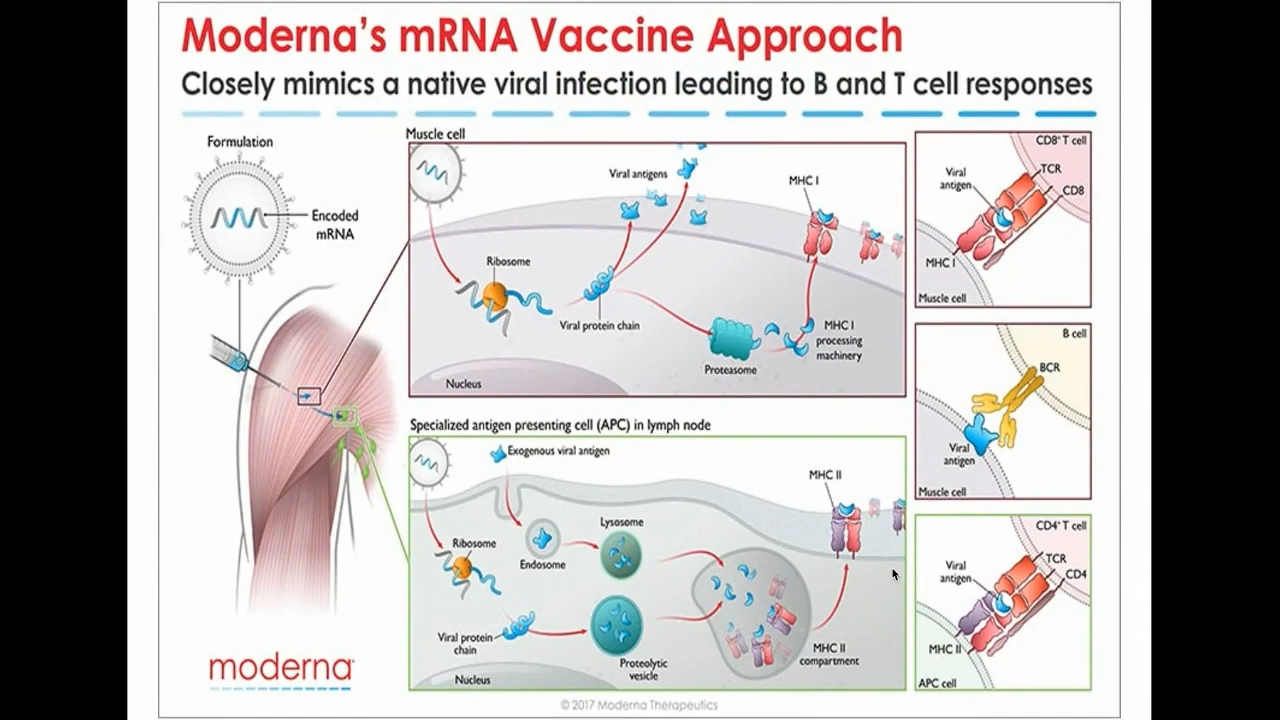 Moderna's mRNA Vaccine Approach
Closely mimics a native viral infection leading to B and T cell responses
Formulation
Encoded
mRNA
Muscle cell
Viral antigens
MHC I
Ribosome
Viral protein chain
MHC I
processing
machinery
Proteasome
Nucleus
Specialized antigen presenting cell (APC) in lymph node
Exogenous viral antigen
MHC II
Lysosome
Ribosome
Endosome
Viral protein
chain
Proteolytic
vesicle
MHC II
compartment
Nucleus
CD8⁺ T cell
Viral
antigen
TCR
CD8
MHC I
Muscle cell
B cell
BCR
Viral
antigen
Muscle cell
CD4⁺ T cell
Viral
antigen
TCR
CD4
MHC II
APC cell
moderna
© 2017 Moderna Therapeutics